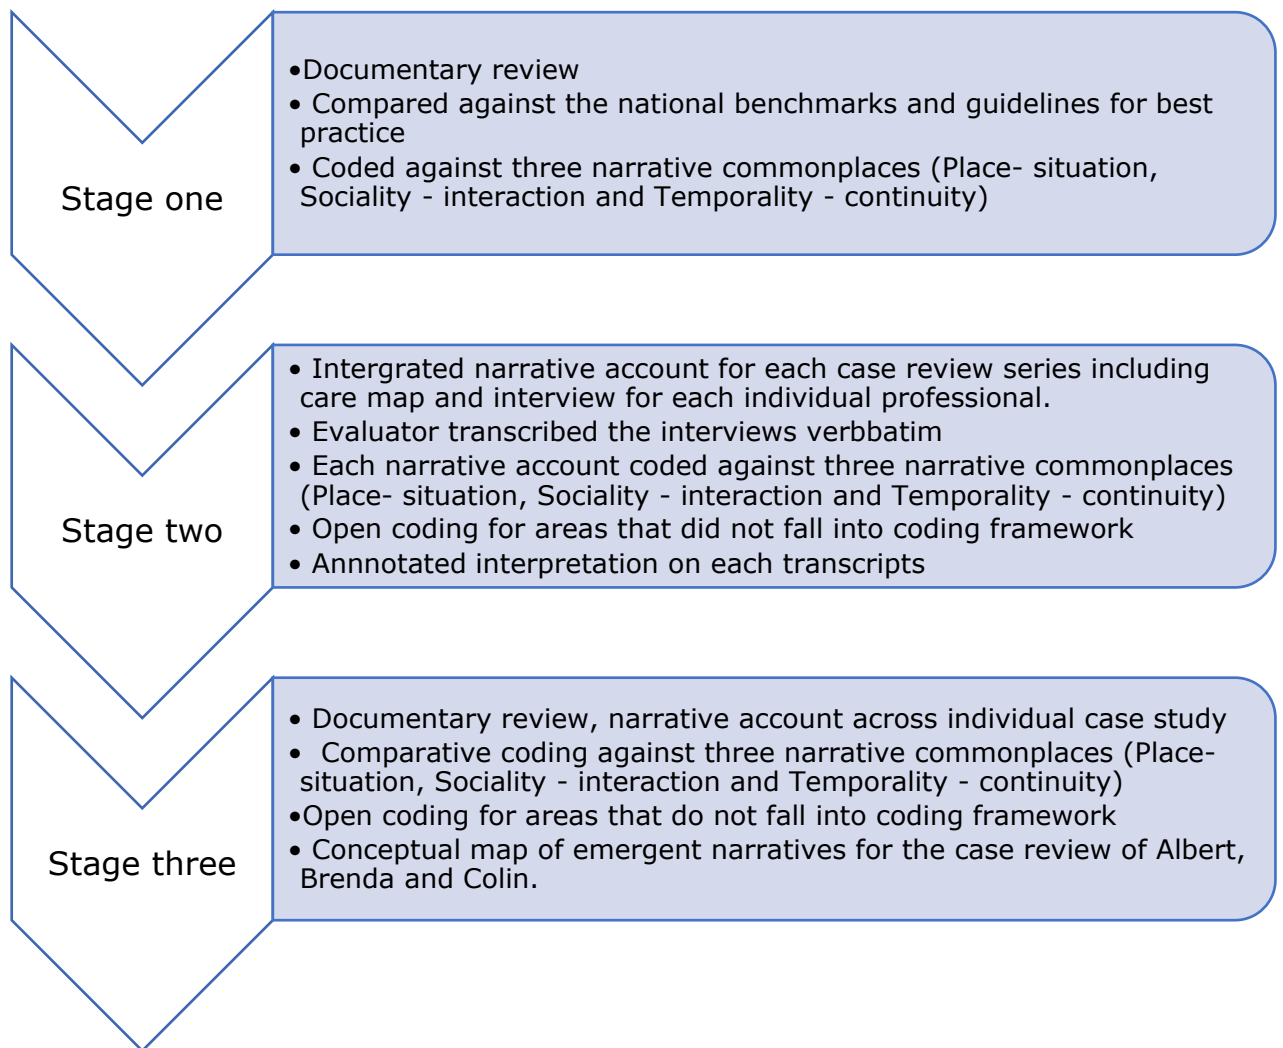 Stage one
•Documentary review
• Compared against the national benchmarks and guidelines for best
practice
• Coded against three narrative commonplaces (Place- situation,
Sociality - interaction and Temporality - continuity)
Stage two
• Intergrated narrative account for each case review series including
care map and interview for each individual professional.
• Evaluator transcribed the interviews verbbatim
• Each narrative account coded against three narrative commonplaces
(Place- situation, Sociality - interaction and Temporality - continuity)
• Open coding for areas that did not fall into coding framework
• Annnotated interpretation on each transcripts
Stage three
• Documentary review, narrative account across individual case study
•  Comparative coding against three narrative commonplaces (Place-
situation, Sociality - interaction and Temporality - continuity)
•Open coding for areas that do not fall into coding framework
• Conceptual map of emergent narratives for the case review of Albert,
Brenda and Colin.